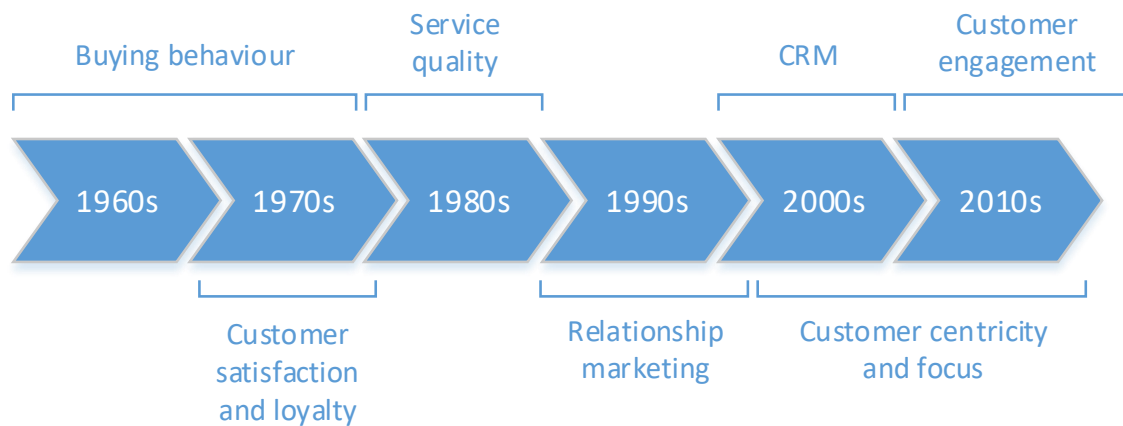 Buying behaviour
Service
quality
CRM
Customer
engagement
1960s
1970s
1980s
1990s
2000s
2010s
Customer
satisfaction
and loyalty
Relationship
marketing
Customer centricity
and focus